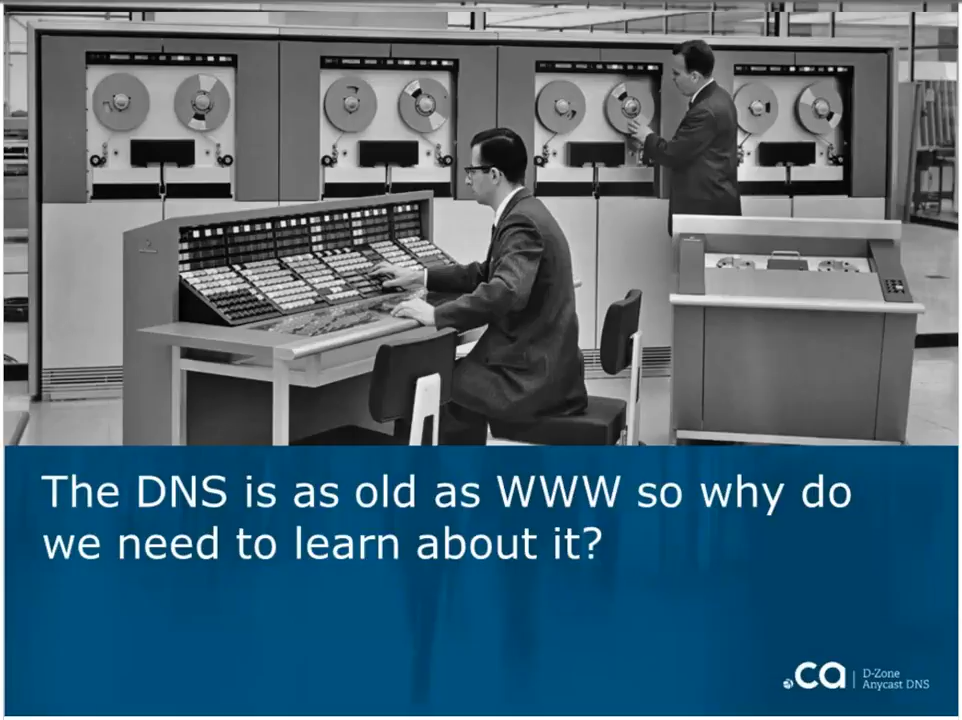 The DNS is as old as WWW so why do
we need to learn about it?
.ca
D-Zone
Anycast DNS